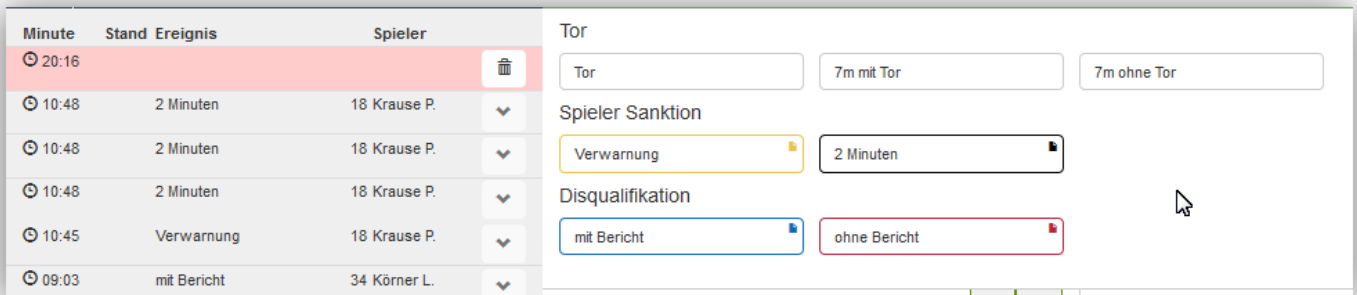 Minute Stand Ereignis Spieler
20:16
10:48 2 Minuten 18 Krause P.
10:48 2 Minuten 18 Krause P.
10:48 2 Minuten 18 Krause P.
10:45 Verwarnung 18 Krause P.
09:03 mit Bericht 34 Körner L.
Tor
Tor 7m mit Tor 7m ohne Tor
Spieler Sanktion
Verwarnung 2 Minuten
Disqualifikation
mit Bericht ohne Bericht